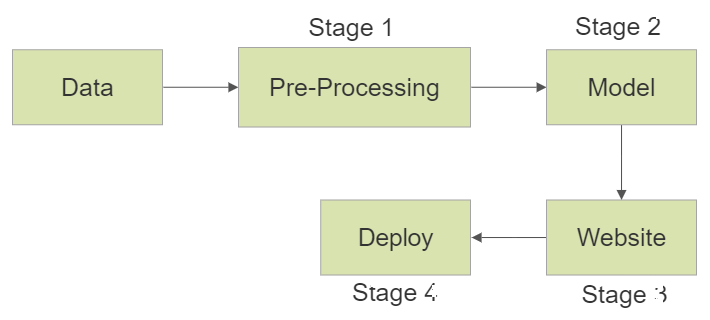 Stage 1
Stage 2
Data
Pre-Processing
Model
Deploy
Website
Stage 4
Stage 3